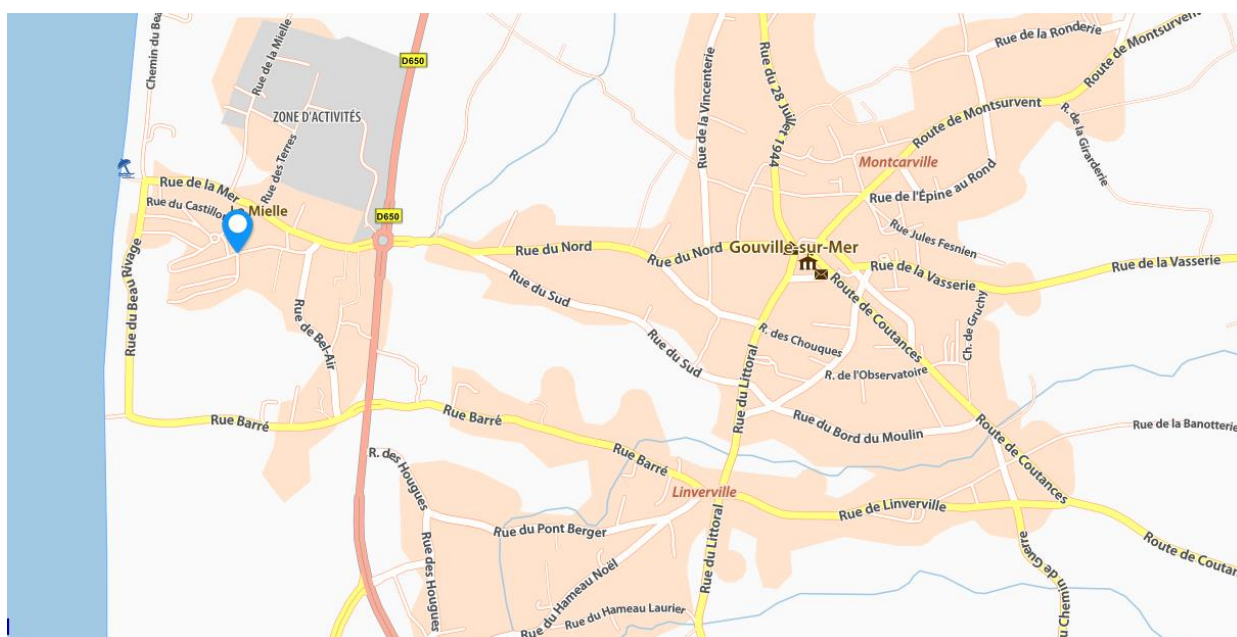 Chemin du Beau
Rue de la Mielle
D650
Rue de la Vincenterie
Rue du 28 Juillet 1944
Rue de la Ronderie
Route de Montsurvent
ZONE D'ACTIVITÉS
Route de Montsurvent
R. de la Girarderie
Rue des Terres
Montcarville
Rue de la Mer
Rue de l'Épine au Rond
Rue du Castillon
Mielle
D650
Rue Jules Fesnien
Rue du Nord
Rue du Nord
Gouville-sur-Mer
Rue de la Vasserie
Rue de la Vasserie
Rue du Beau Rivage
Rue du Sud
Rue de Bel-Air
Route de Coutances
Ch. de Gruchy
R. des Chouques
Rue du Sud
R. de l'Observatoire
Rue du Littoral
Rue Barré
Rue Barré
Rue du Bord du Moulin
Route de Coutances
Rue de la Banotterie
R. des Hougues
Rue Barré
Linverville
Rue de Linverville
Rue du Pont Berger
Rue du Littoral
Route de Coutan
Rue des Hougues
Rue du Hameau Noël
u Chemin de Guerre
Rue du Hameau Laurier